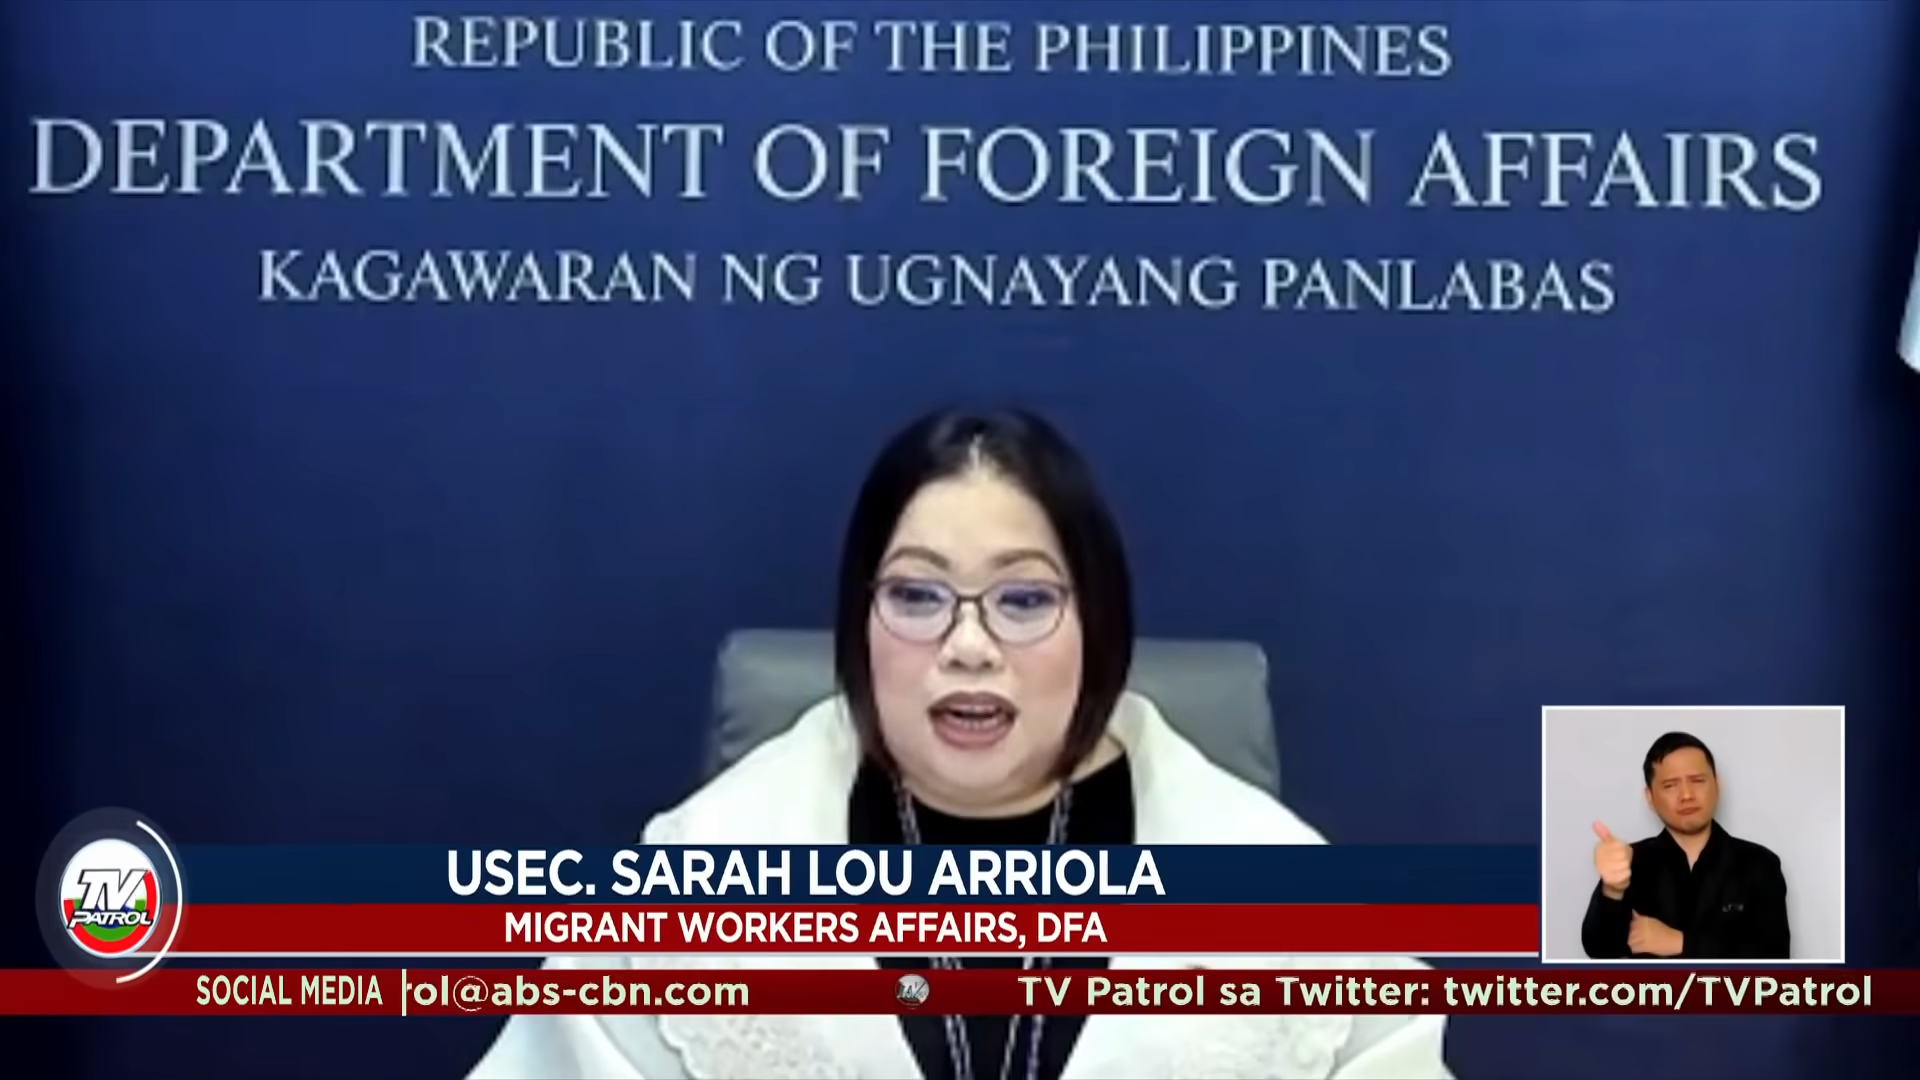 REPUBLIC OF THE PHILIPPINES
DEPARTMENT OF FOREIGN AFFAIRS
KAGAWARAN NG UGNAYANG PANLABAS
USEC. SARAH LOU ARRIOLA
MIGRANT WORKERS AFFAIRS, DFA
TV
PATROL
SOCIAL MEDIA rol@abs-cbn.com TV Patrol sa Twitter: twitter.com/TVPatrol